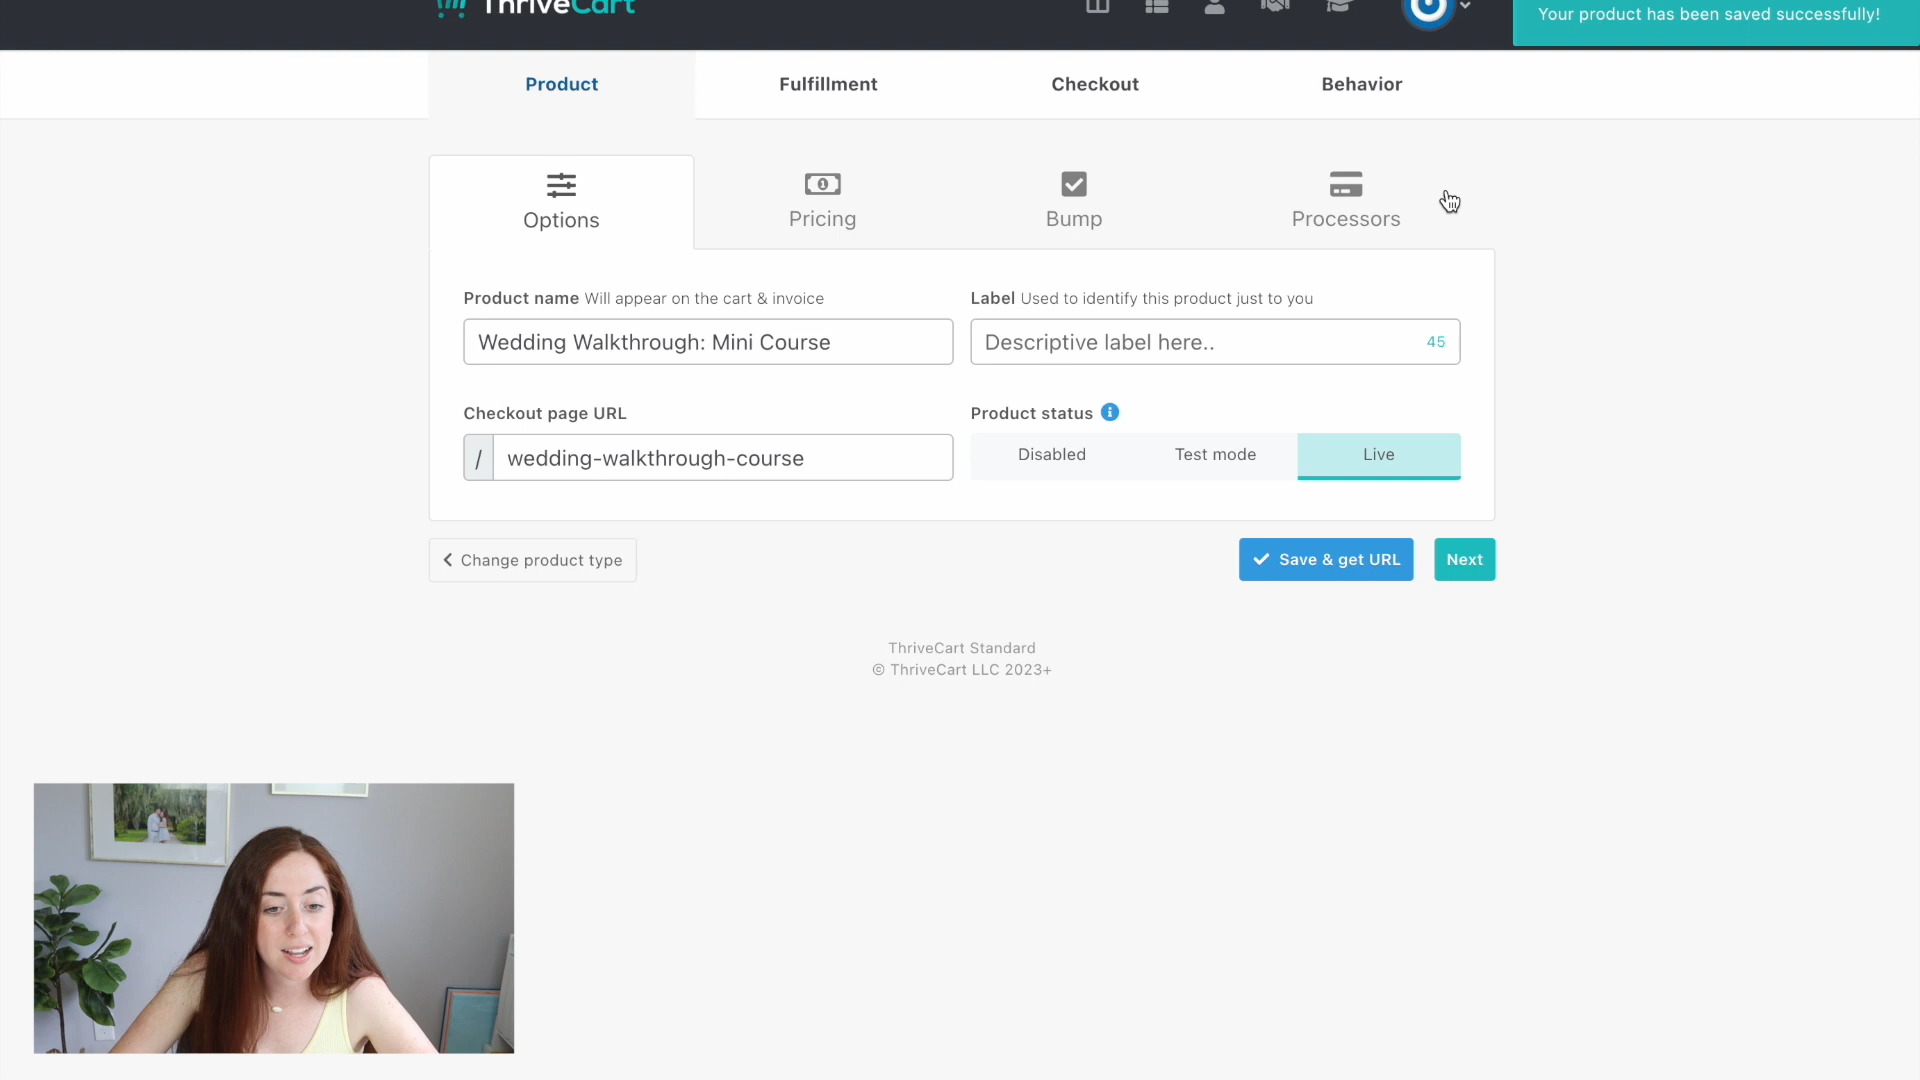 ThriveCart
Your product has been saved successfully!
Product
Fulfillment
Checkout
Behavior
Options
Pricing
Bump
Processors
Product name Will appear on the cart & invoice
Label Used to identify this product just to you
Wedding Walkthrough: Mini Course
Descriptive label here..
45
Checkout page URL
Product status
/ wedding-walkthrough-course
Disabled
Test mode
Live
Change product type
Save & get URL
Next
ThriveCart Standard
© ThriveCart LLC 2023+